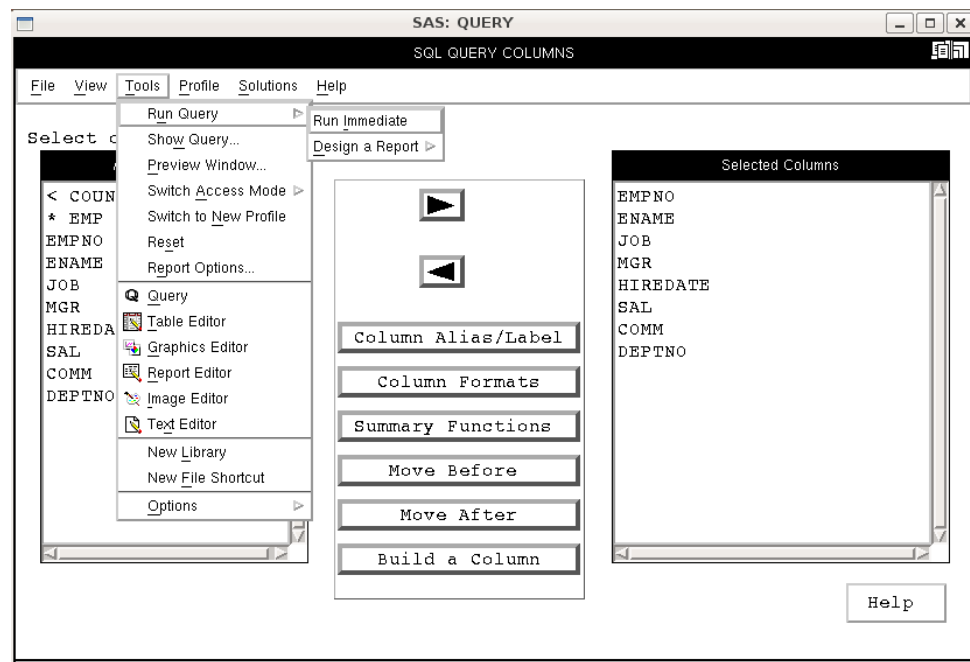 SAS: QUERY
SQL QUERY COLUMNS
File View Tools Profile Solutions Help
Run Query
Run Immediate
Select
Show Query...
Design a Report
Preview Window...
Selected Columns
Switch Access Mode
Switch to New Profile
Reset
Report Options...
Query
Table Editor
Graphics Editor
Report Editor
Image Editor
Text Editor
New Library
New File Shortcut
Options
< COUN
* EMP
EMPNO
ENAME
JOB
MGR
HIREDA
SAL
COMM
DEPTNO
Column Alias/Label
Column Formats
Summary Functions
Move Before
Move After
Build a Column
EMPNO
ENAME
JOB
MGR
HIREDATE
SAL
COMM
DEPTNO
Help